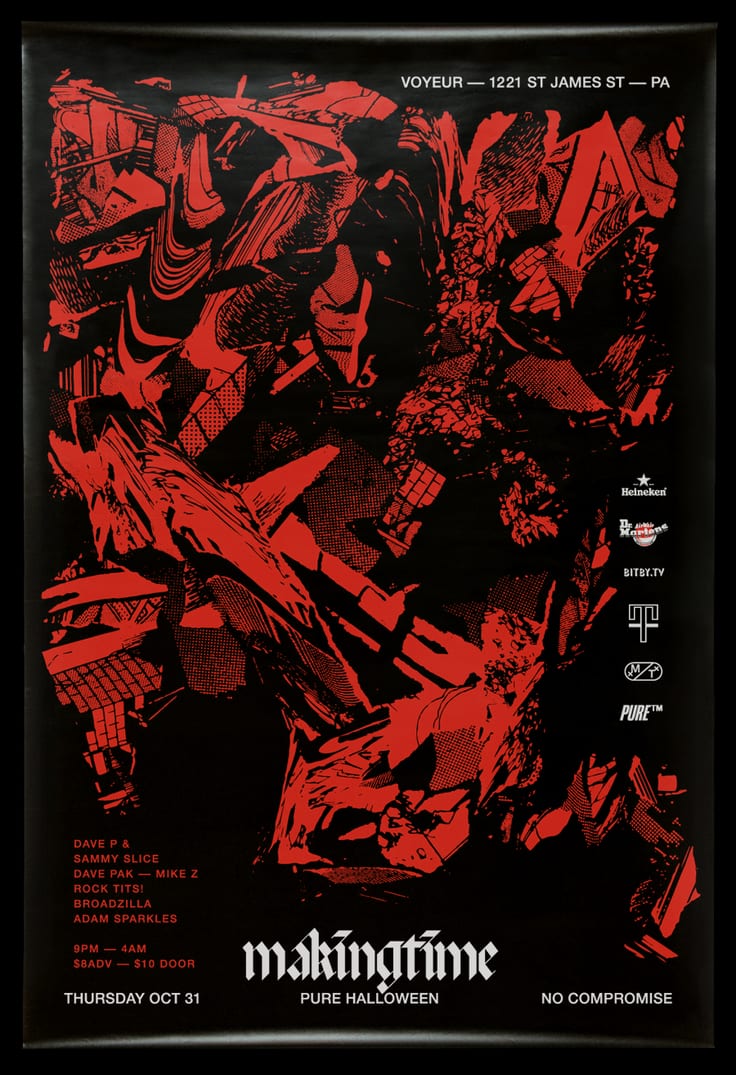 VOYEUR — 1221 ST JAMES ST — PA
Heineken
Dr. Martens
AirWair
BITBY.TV
T
M T
PURE™
DAVE P &
SAMMY SLICE
DAVE PAK — MIKE Z
ROCK TITS!
BROADZILLA
ADAM SPARKLES
9PM — 4AM
$8ADV — $10 DOOR
makingtime
THURSDAY OCT 31
PURE HALLOWEEN
NO COMPROMISE